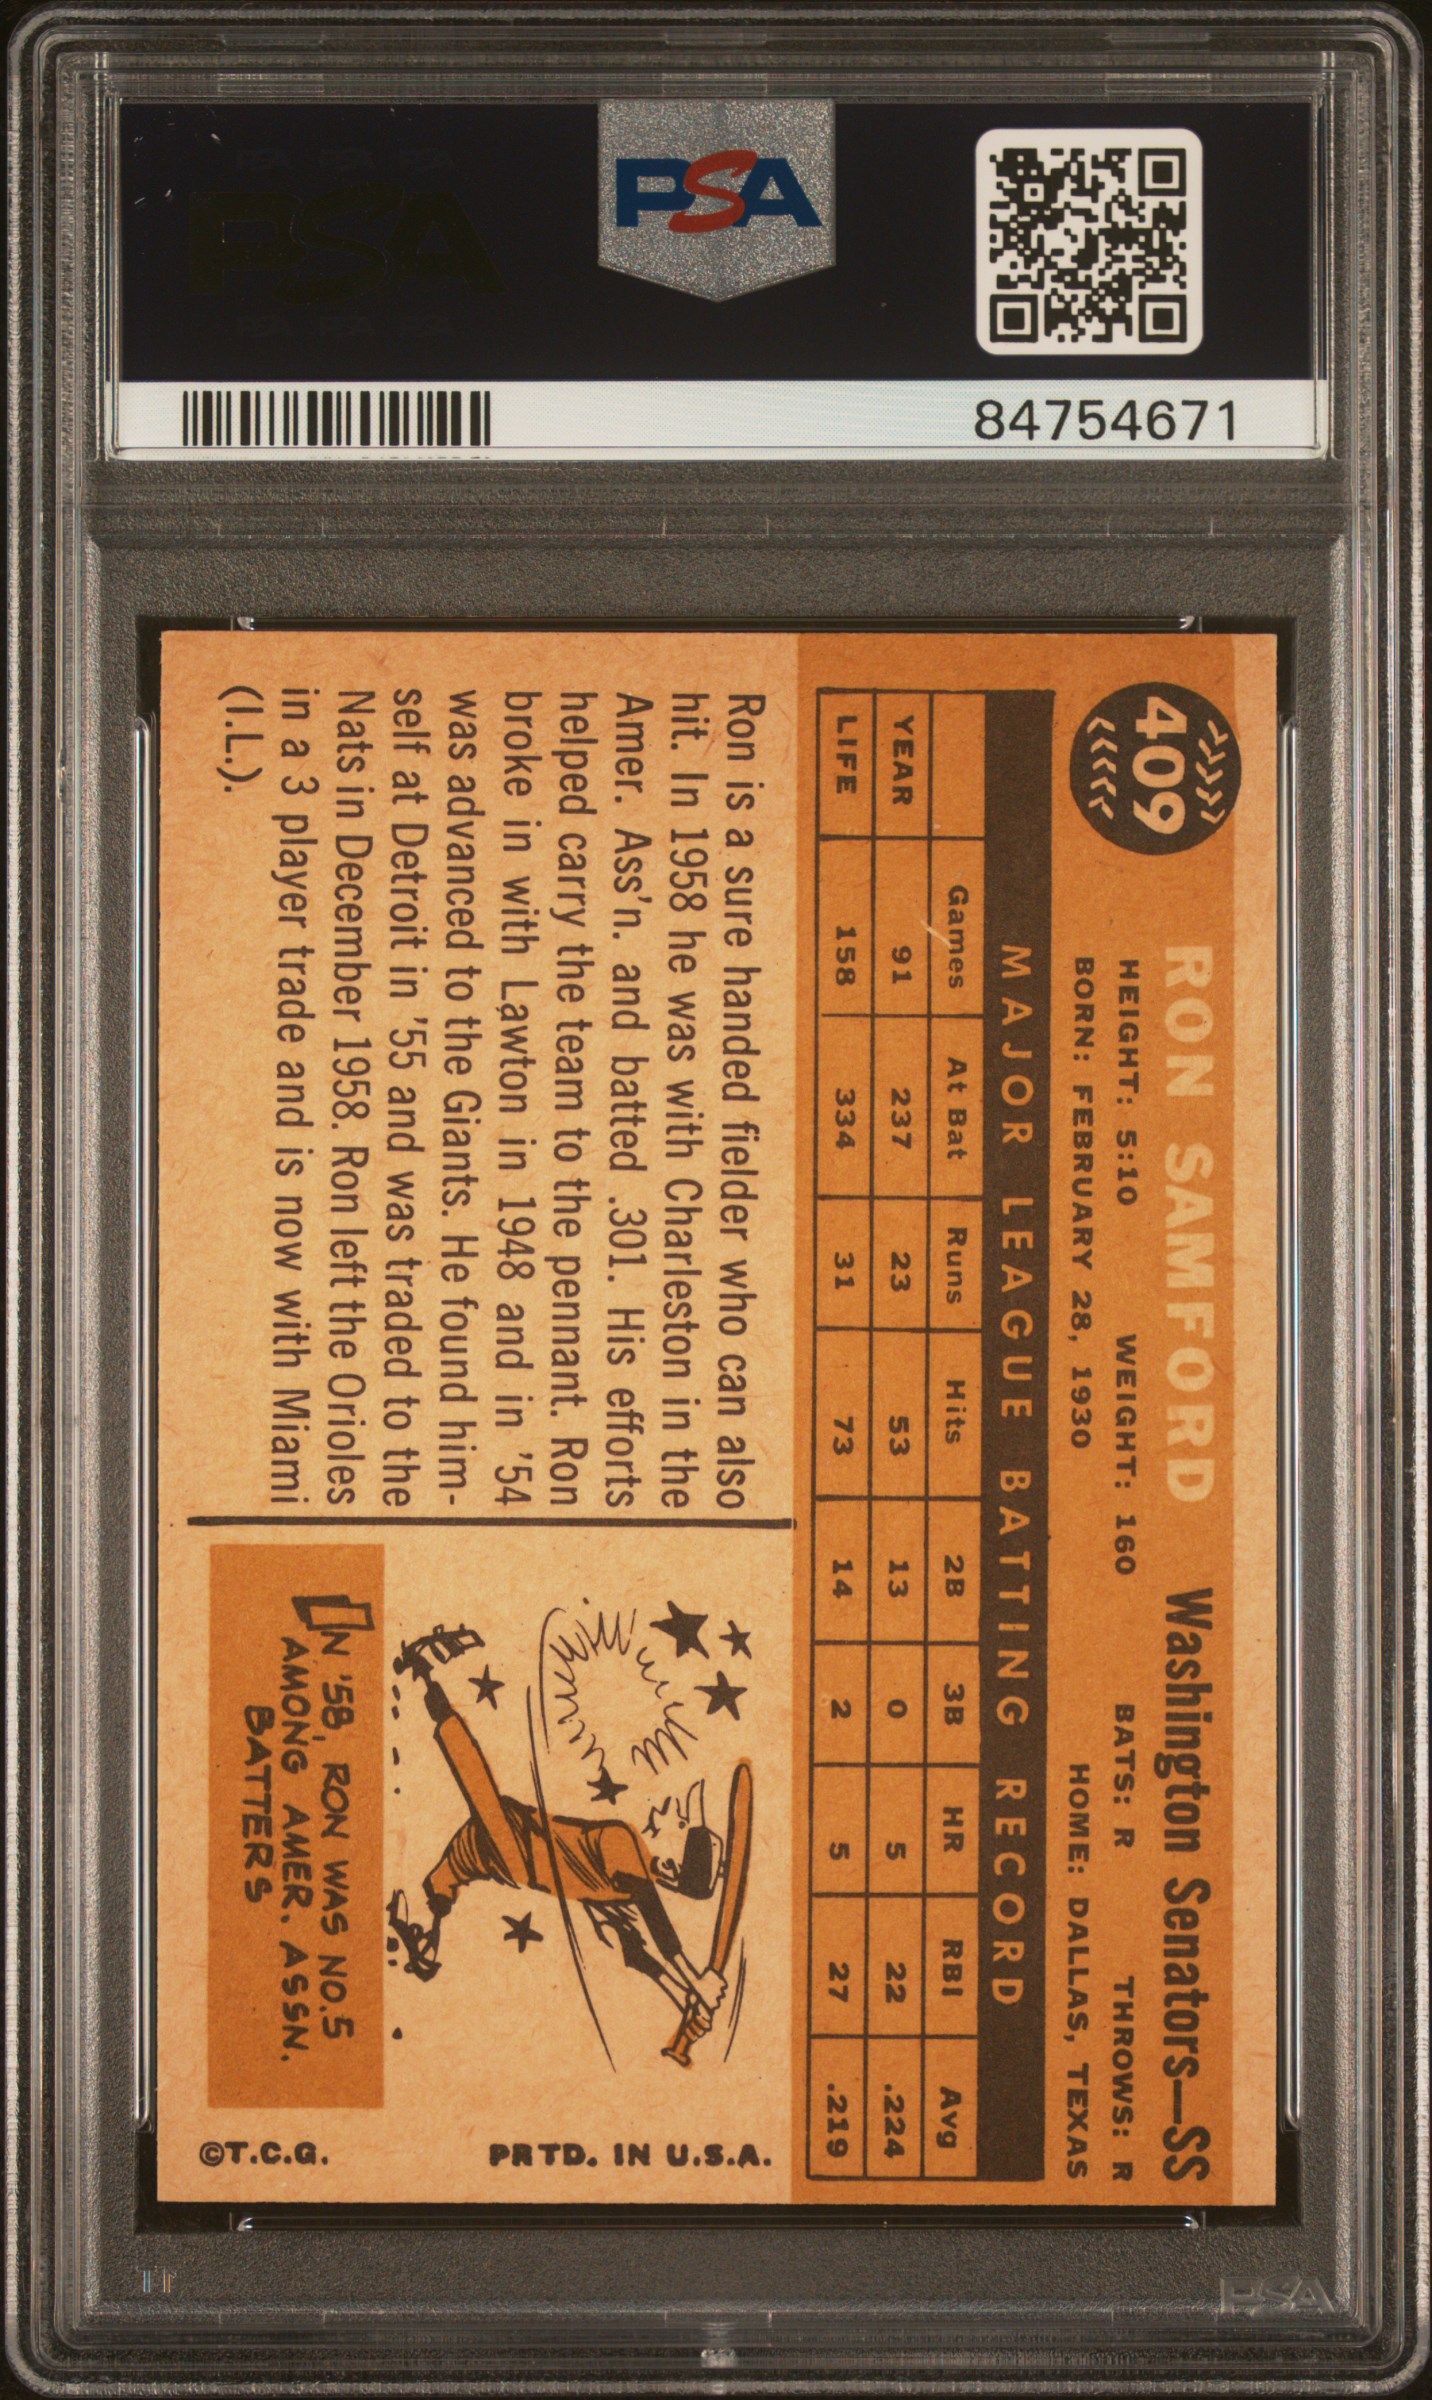 PSA
84754671
409
RON SAMFORD Washington Senators—SS
HEIGHT: 5:10 WEIGHT: 160 BATS: R THROWS: R
BORN: FEBRUARY 28, 1930 HOME: DALLAS, TEXAS
MAJOR LEAGUE BATTING RECORD
Games At Bat Runs Hits 2B 3B HR RBI Avg
YEAR 91 237 23 53 13 0 5 22 .224
LIFE 158 334 31 73 14 2 5 27 .219
Ron is a sure handed fielder who can also
hit. In 1958 he was with Charleston in the
Amer. Ass'n. and batted .301. His efforts
helped carry the team to the pennant. Ron
broke in with Lawton in 1948 and in '54
was advanced to the Giants. He found him-
self at Detroit in '55 and was traded to the
Nats in December 1958. Ron left the Orioles
in a 3 player trade and is now with Miami
(I.L.).
IN '58, RON WAS NO.5
AMONG AMER. ASSN.
BATTERS
PRTD. IN U.S.A.
©T.C.G.
PSA